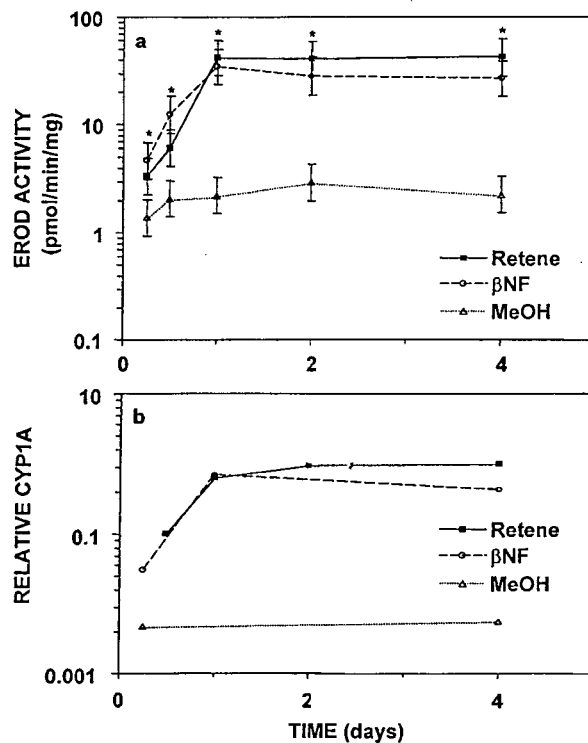 100
a
* * * * *
10
1
0.1
EROD ACTIVITY
(pmol/min/mg)
Retene
βNF
MeOH
0 2 4
10
b
0.1
0.001
RELATIVE CYP1A
Retene
βNF
MeOH
0 2 4
TIME (days)